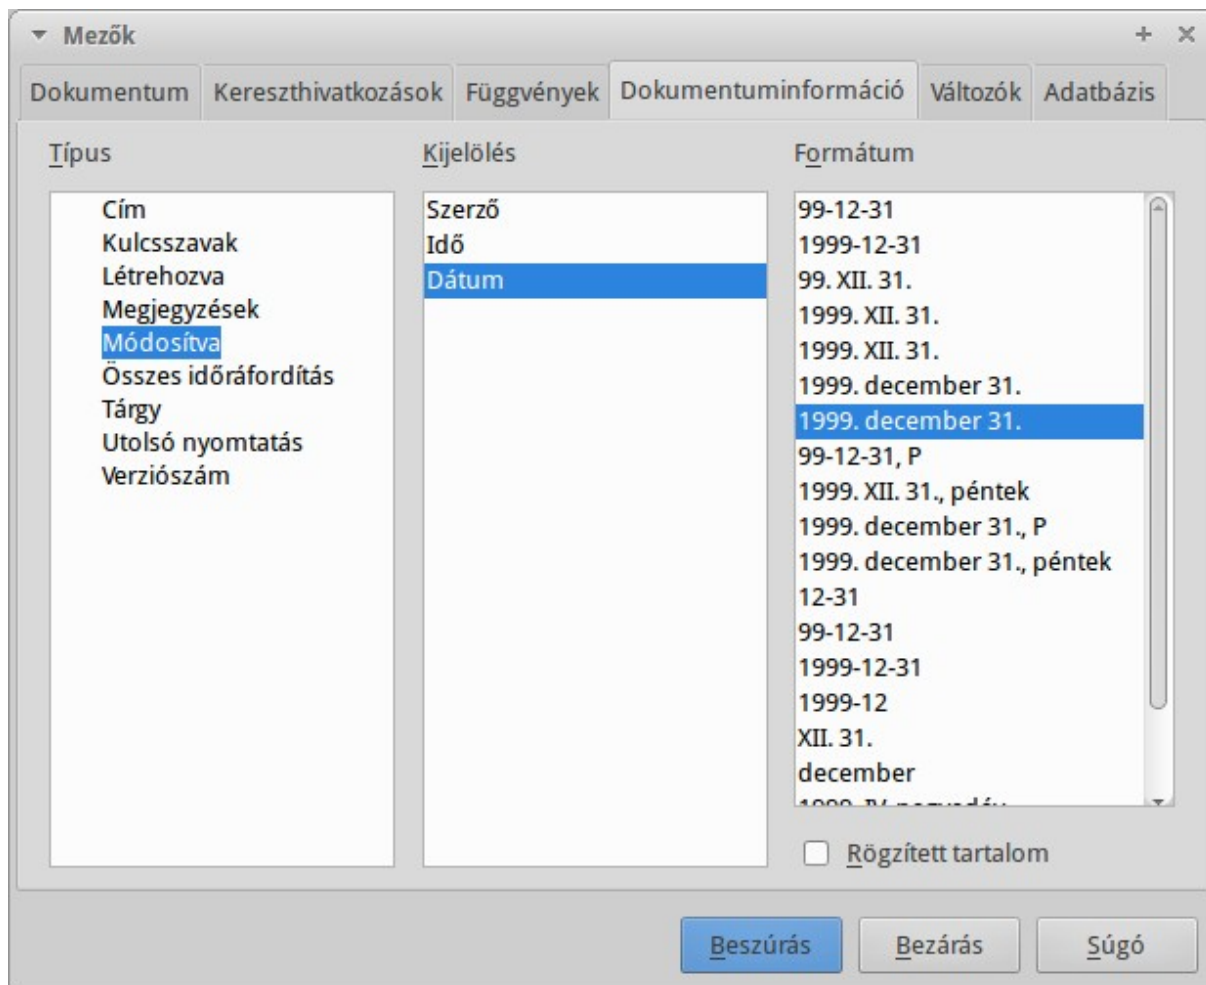 Mezők
Dokumentum Kereszthivatkozások Függvények Dokumentuminformáció Változók Adatbázis
Típus
Cím
Kulcsszavak
Létrehozva
Megjegyzések
Módosítva
Összes időráfordítás
Tárgy
Utolsó nyomtatás
Verziószám
Kijelölés
Szerző
Idő
Dátum
Formátum
99-12-31
1999-12-31
99. XII. 31.
1999. XII. 31.
1999. XII. 31.
1999. december 31.
1999. december 31.
99-12-31, P
1999. XII. 31., péntek
1999. december 31., P
1999. december 31., péntek
12-31
99-12-31
1999-12-31
1999-12
XII. 31.
december
1999. IV. negyedév
Rögzített tartalom
Beszúrás Bezárás Súgó